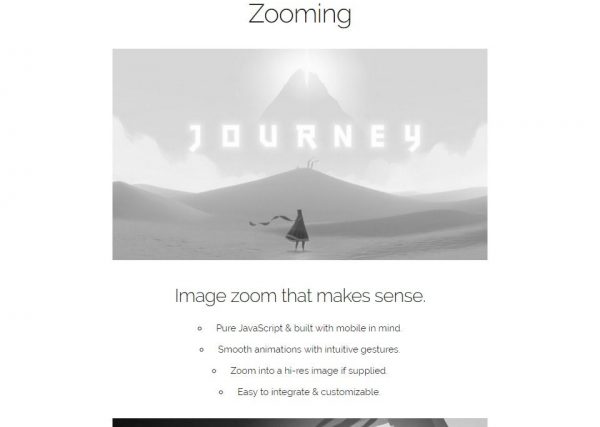 Zooming
JOURNEY
Image zoom that makes sense.
Pure JavaScript & built with mobile in mind.
Smooth animations with intuitive gestures.
Zoom into a hi-res image if supplied.
Easy to integrate & customizable.